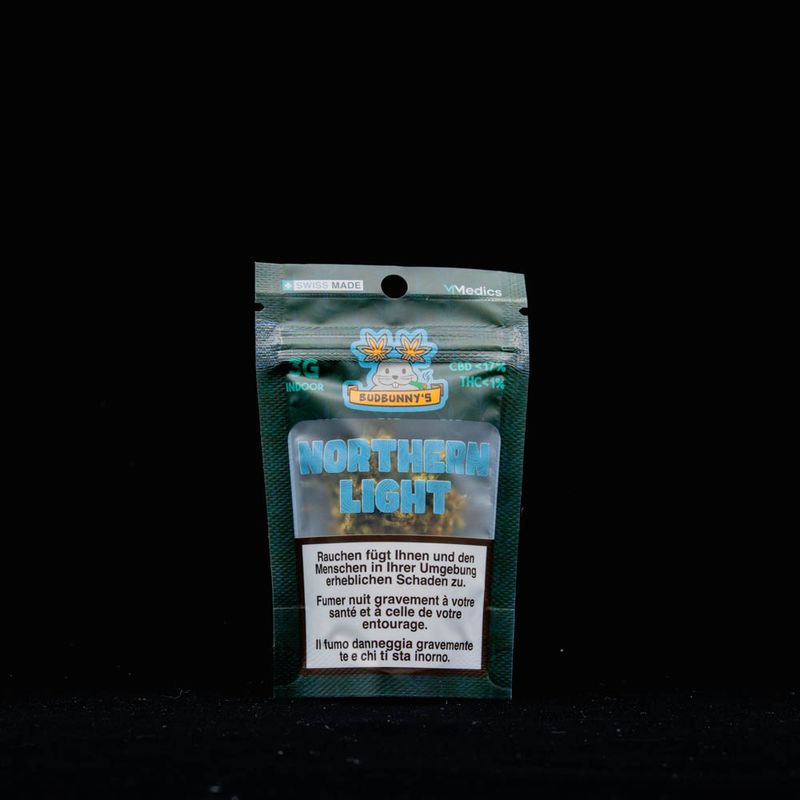 SWISS MADE
Medics
3G
INDOOR
CBD <17%
THC<1%
BUDBUNNY'S
NORTHERN
LIGHT
Rauchen fügt Ihnen und den
Menschen in Ihrer Umgebung
erheblichen Schaden zu.
Fumer nuit gravement à votre
santé et à celle de votre
entourage.
Il fumo danneggia gravemente
te e chi ti sta inorno.